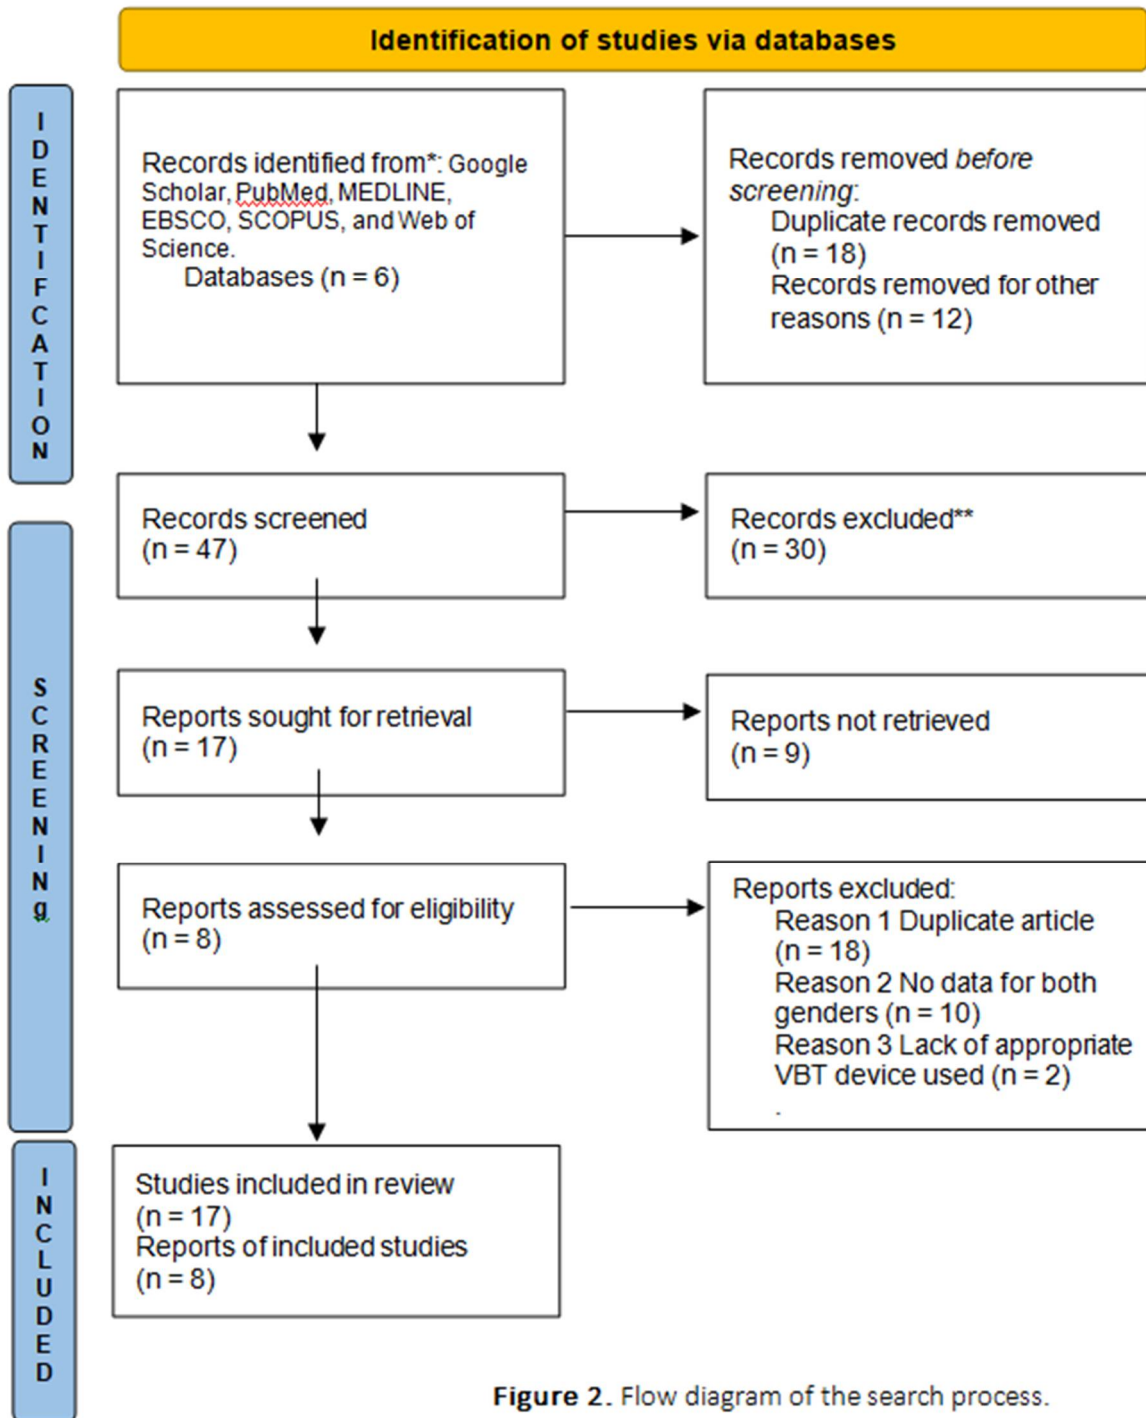 Identification of studies via databases
IDENTIFCATION
Records identified from*: Google
Scholar, PubMed, MEDLINE,
EBSCO, SCOPUS, and Web of
Science.
Databases (n = 6)
Records removed before
screening:
Duplicate records removed
(n = 18)
Records removed for other
reasons (n = 12)
SCREENINg
Records screened
(n = 47)
Records excluded**
(n = 30)
Reports sought for retrieval
(n = 17)
Reports not retrieved
(n = 9)
Reports assessed for eligibility
(n = 8)
Reports excluded:
Reason 1 Duplicate article
(n = 18)
Reason 2 No data for both
genders (n = 10)
Reason 3 Lack of appropriate
VBT device used (n = 2)
.
INCLUDED
Studies included in review
(n = 17)
Reports of included studies
(n = 8)
Figure 2. Flow diagram of the search process.